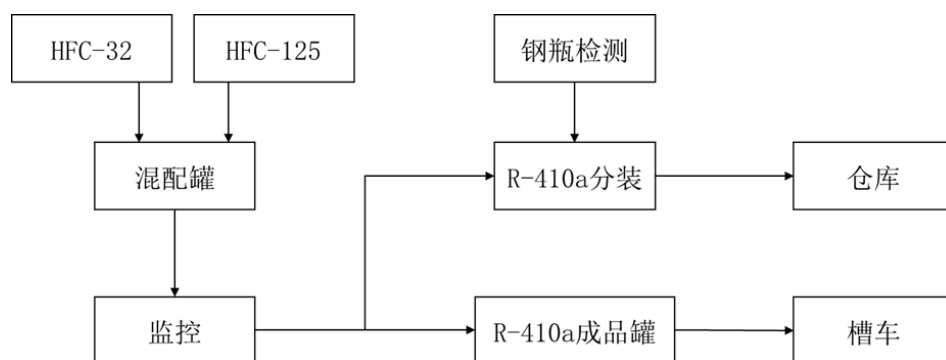 HFC-32
HFC-125
钢瓶检测
混配罐
R-410a分装
仓库
监控
R-410a成品罐
槽车